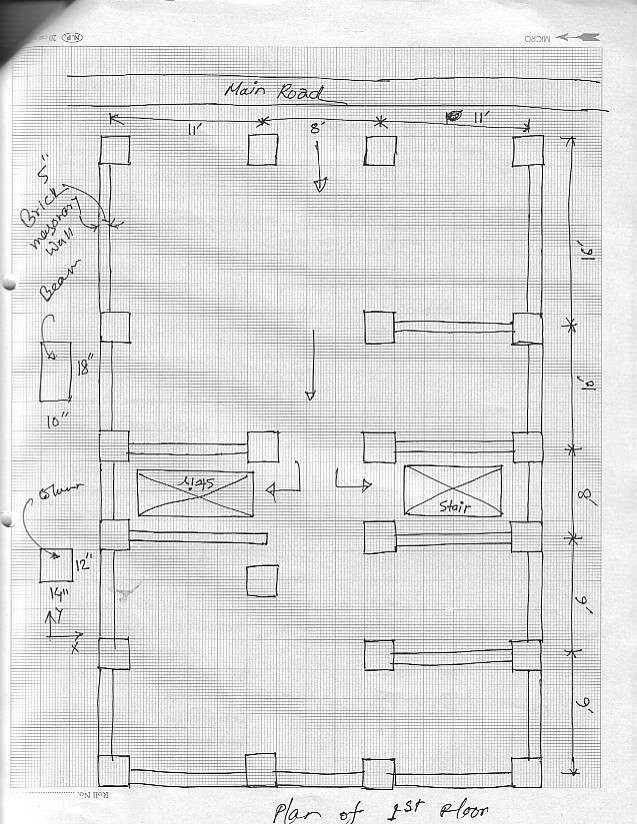 MICRO
Main Road
11'
8'
11'
5"
Brick
masonry
Wall
16'
Beam
18"
10"
10'
Stair
Stair
8'
Column
12"
14"
Y
X
9'
9'
Roll No.
Plan of 1st Floor